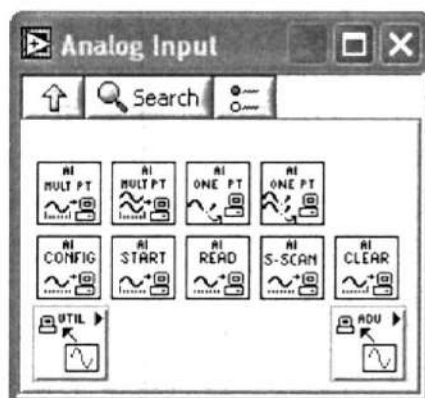 Analog Input
Search
AI MULT PT AI MULT PT AI ONE PT AI ONE PT
AI CONFIG AI START AI READ AI S-SCAN AI CLEAR
UTIL ADV